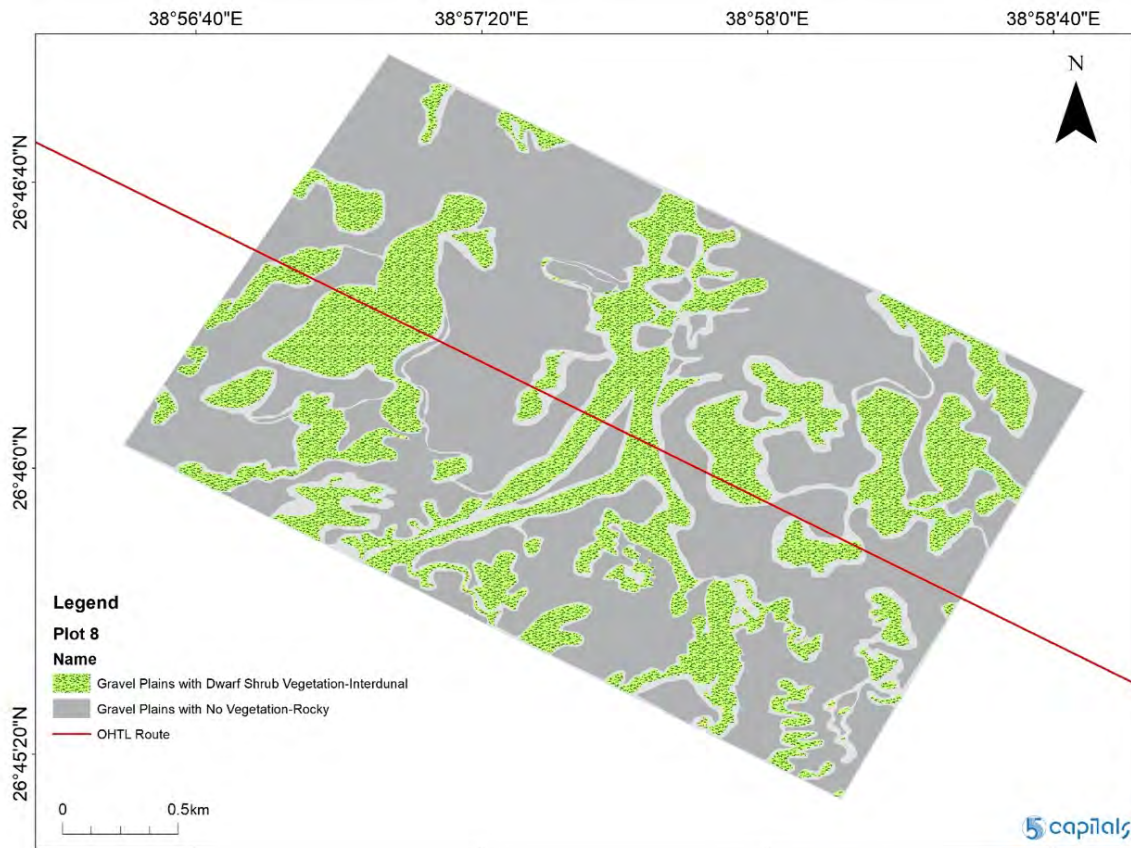 38°56'40"E 38°57'20"E 38°58'0"E 38°58'40"E
N
26°46'40"N
26°46'0"N
26°45'20"N
Legend
Plot 8
Name
Gravel Plains with Dwarf Shrub Vegetation-Interdunal
Gravel Plains with No Vegetation-Rocky
OHTL Route
0 0.5km
5 capitals